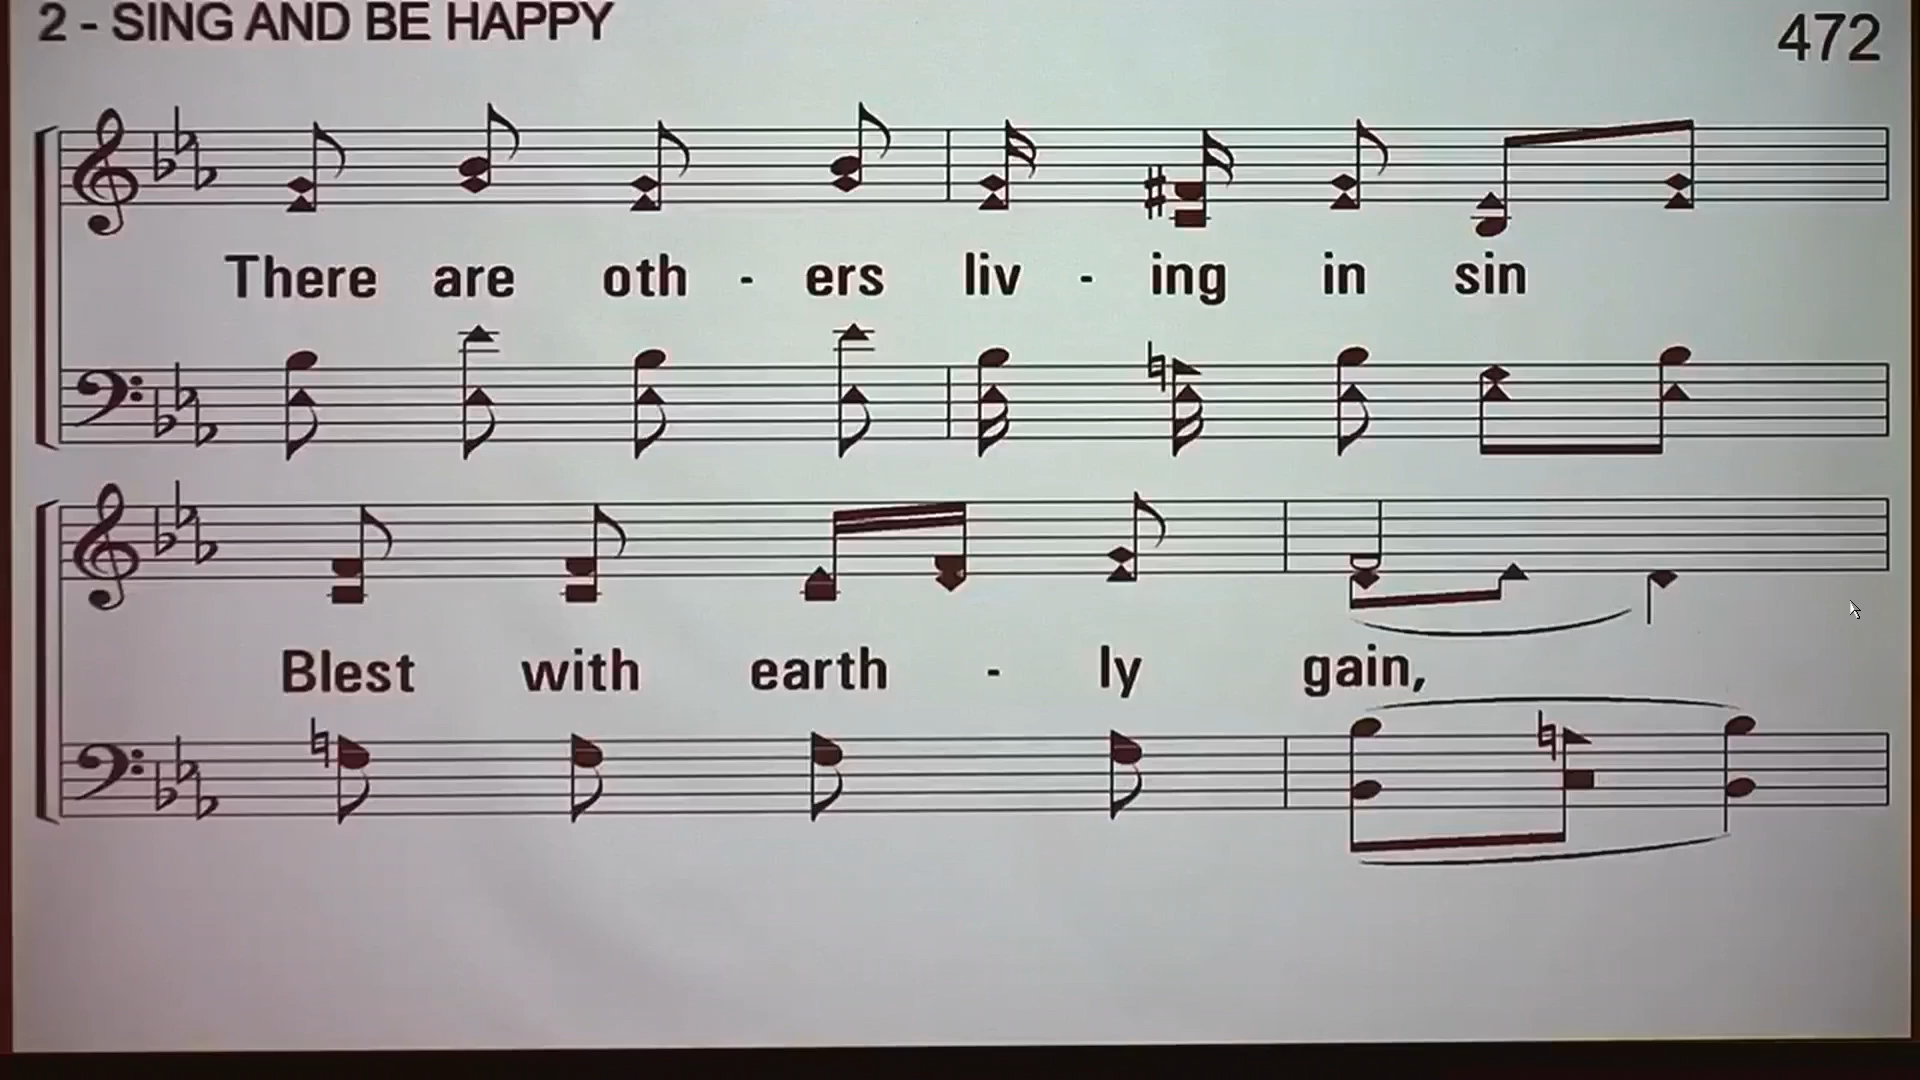 2 - SING AND BE HAPPY
472
There are oth - ers liv - ing in sin
Blest with earth - ly gain,